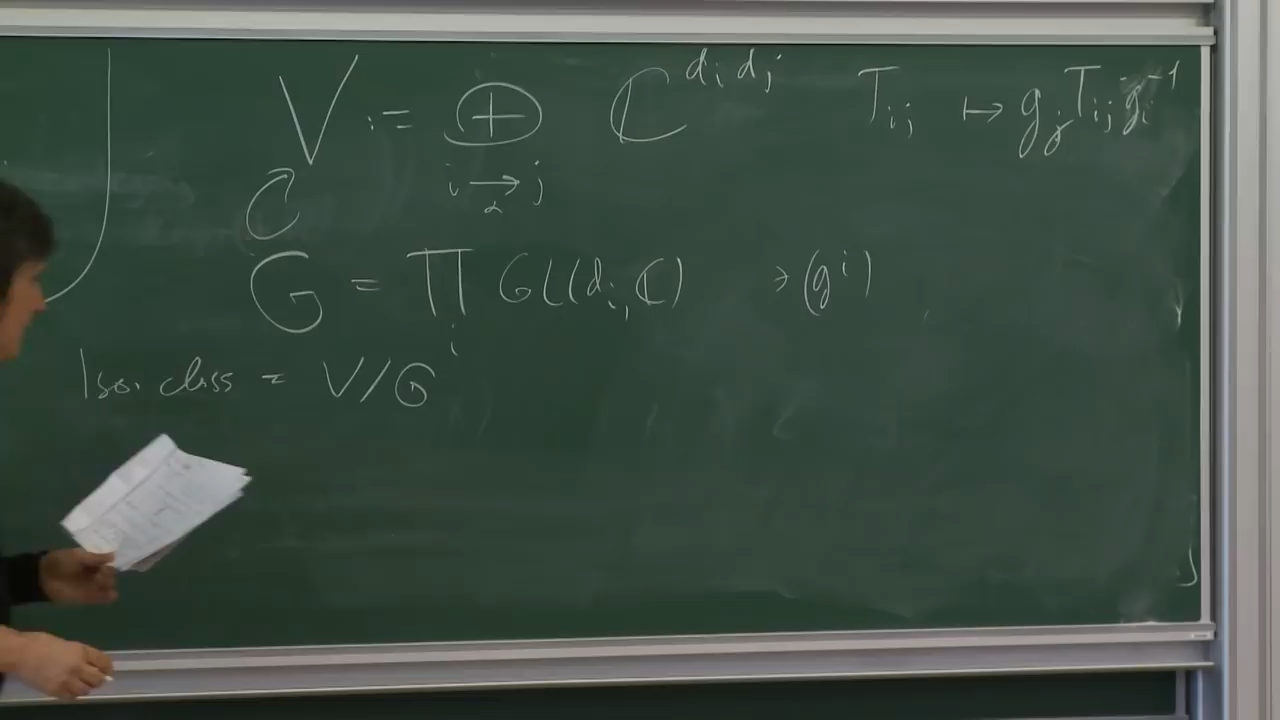 V := ⊕ ℂ^{d_i d_j} T_{ij} ↦ g_j T_{ij} g_i^{-1}
i →_α j
G = ∏_i GL(d_i, ℂ) ∋ (g^i)
Iso. class = V/G